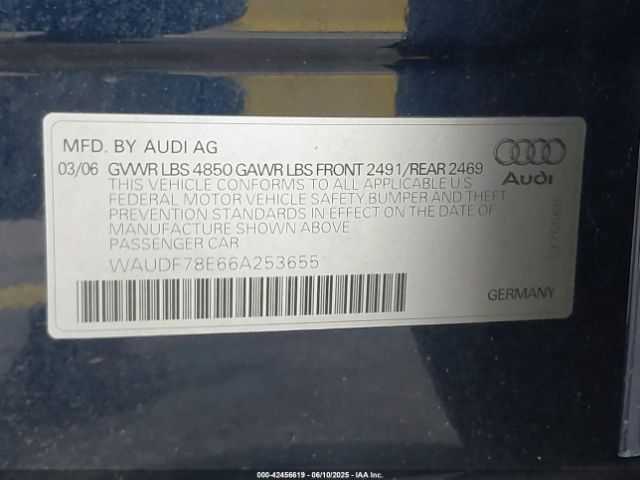 MFD. BY AUDI AG
03/06 GVWR LBS 4850 GAWR LBS FRONT 2491/REAR 2469
THIS VEHICLE CONFORMS TO ALL APPLICABLE U S
FEDERAL MOTOR VEHICLE SAFETY BUMPER AND THEFT
PREVENTION STANDARDS IN EFFECT ON THE DATE OF
MANUFACTURE SHOWN ABOVE
PASSENGER CAR
WAUDF78E66A253655
Audi
GERMANY
000-42456619 - 06/10/2025 - IAA Inc.